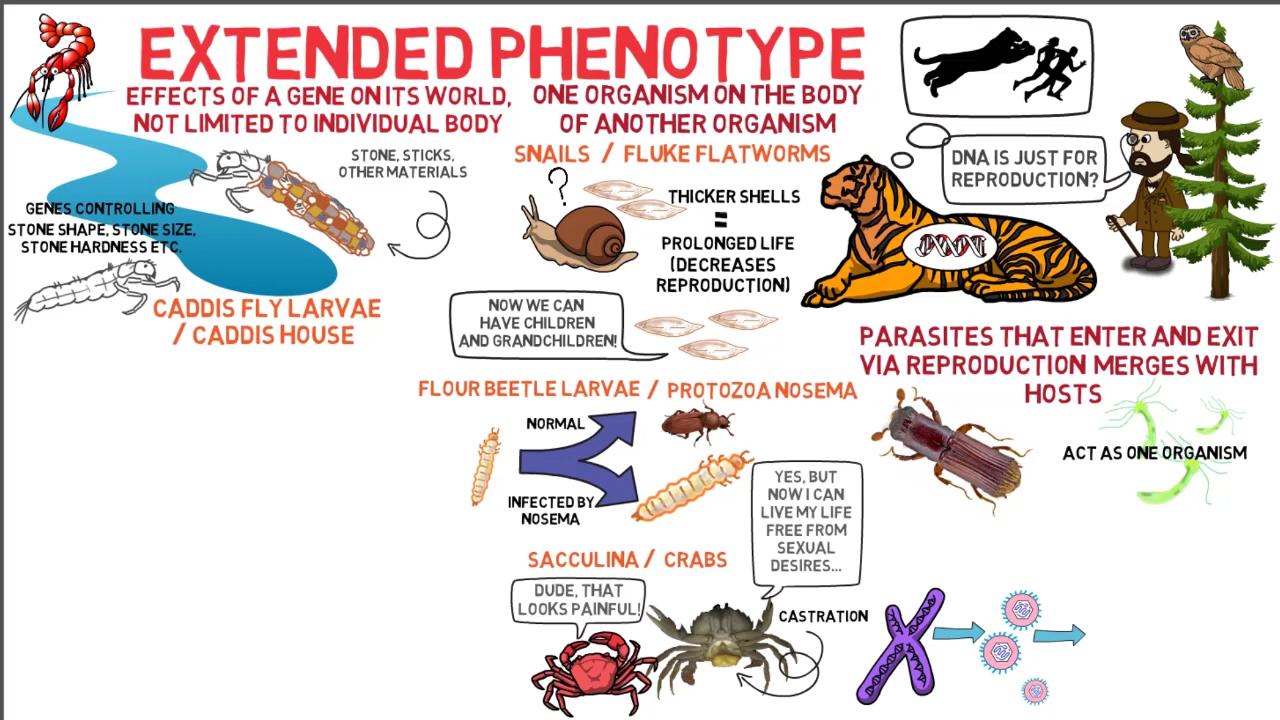 EXTENDED PHENOTYPE
EFFECTS OF A GENE ON ITS WORLD,
NOT LIMITED TO INDIVIDUAL BODY
STONE, STICKS,
OTHER MATERIALS
GENES CONTROLLING
STONE SHAPE, STONE SIZE,
STONE HARDNESS ETC.
CADDIS FLY LARVAE
/ CADDIS HOUSE
ONE ORGANISM ON THE BODY
OF ANOTHER ORGANISM
SNAILS / FLUKE FLATWORMS
?
THICKER SHELLS
=
PROLONGED LIFE
(DECREASES
REPRODUCTION)
NOW WE CAN
HAVE CHILDREN
AND GRANDCHILDREN!
FLOUR BEETLE LARVAE / PROTOZOA NOSEMA
NORMAL
INFECTED BY
NOSEMA
SACCULINA / CRABS
DUDE, THAT
LOOKS PAINFUL!
YES, BUT
NOW I CAN
LIVE MY LIFE
FREE FROM
SEXUAL
DESIRES...
CASTRATION
DNA IS JUST FOR
REPRODUCTION?
PARASITES THAT ENTER AND EXIT
VIA REPRODUCTION MERGES WITH
HOSTS
ACT AS ONE ORGANISM